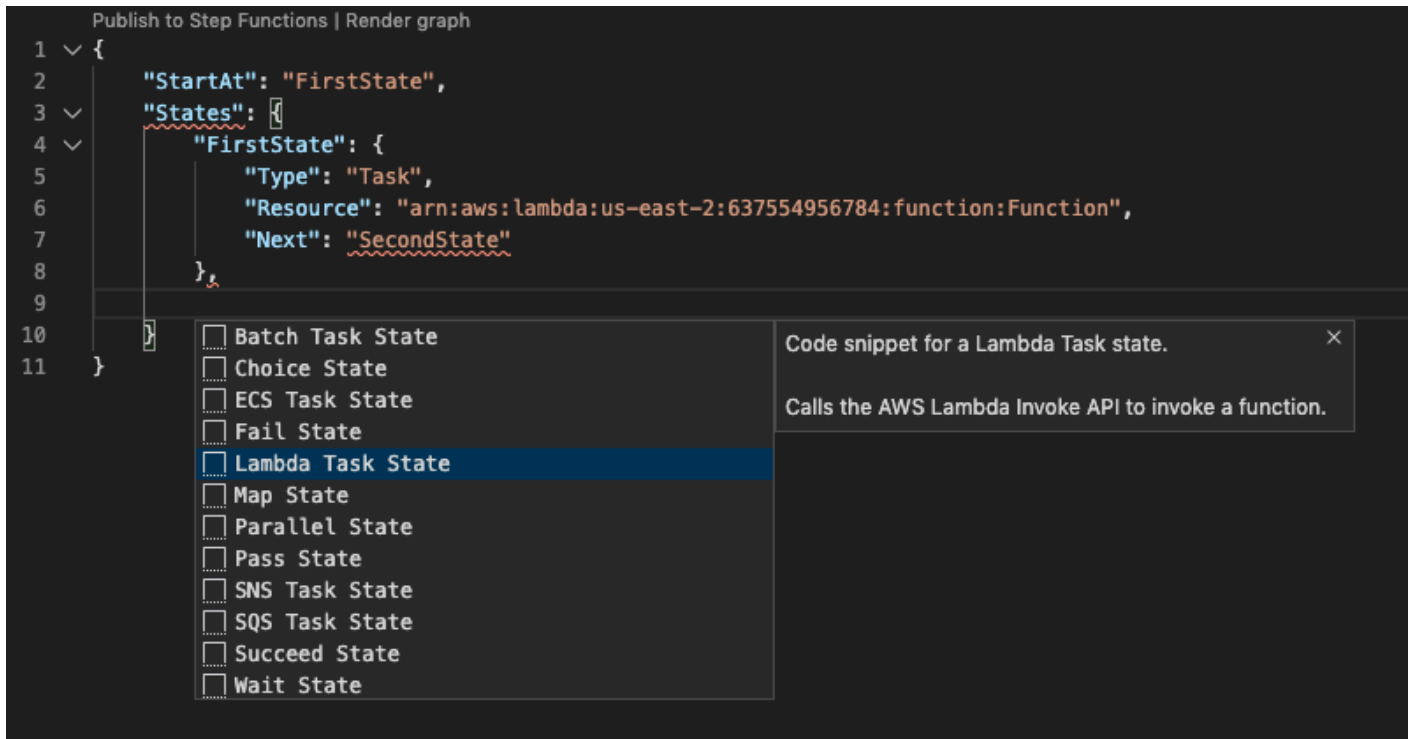 Publish to Step Functions | Render graph
1 {
2 "StartAt": "FirstState",
3 "States": {
4 "FirstState": {
5 "Type": "Task",
6 "Resource": "arn:aws:lambda:us-east-2:637554956784:function:Function",
7 "Next": "SecondState"
8 },
9
10 }
11 }
Batch Task State
Choice State
ECS Task State
Fail State
Lambda Task State
Map State
Parallel State
Pass State
SNS Task State
SQS Task State
Succeed State
Wait State
Code snippet for a Lambda Task state.
Calls the AWS Lambda Invoke API to invoke a function.